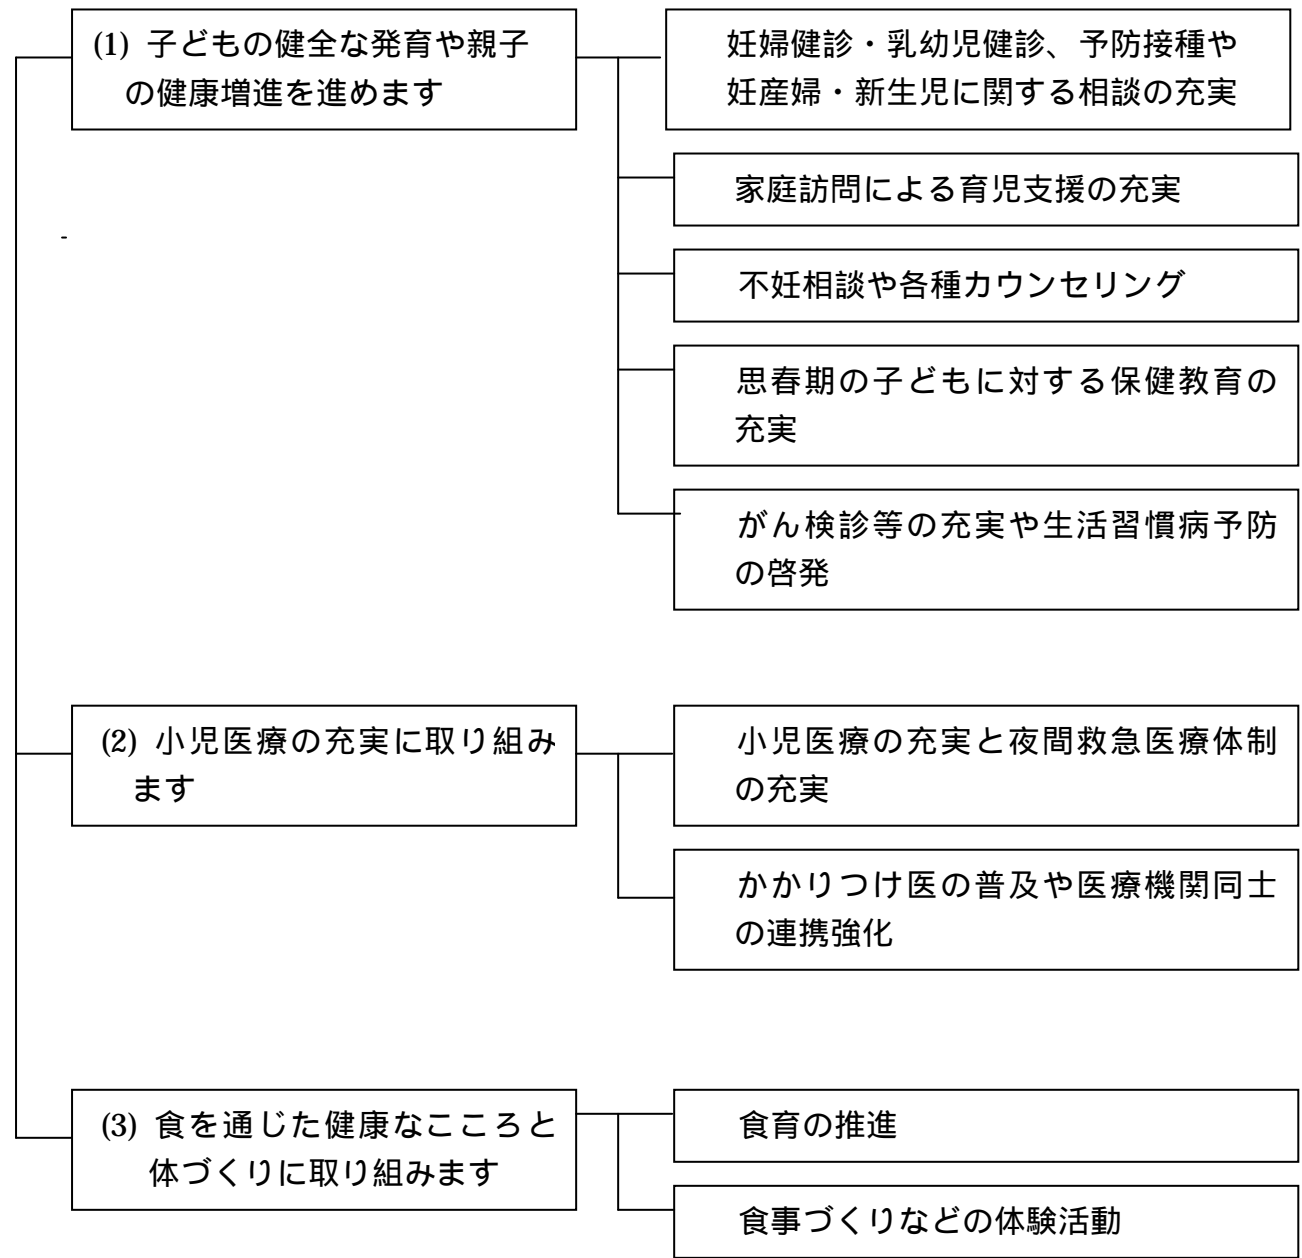 (1) 子どもの健全な発育や親子
の健康増進を進めます
妊婦健診・乳幼児健診、予防接種や
妊産婦・新生児に関する相談の充実
家庭訪問による育児支援の充実
-
不妊相談や各種カウンセリング
思春期の子どもに対する保健教育の
充実
がん検診等の充実や生活習慣病予防
の啓発
(2) 小児医療の充実に取り組み
ます
小児医療の充実と夜間救急医療体制
の充実
かかりつけ医の普及や医療機関同士
の連携強化
(3) 食を通じた健康なこころと
体づくりに取り組みます
食育の推進
食事づくりなどの体験活動